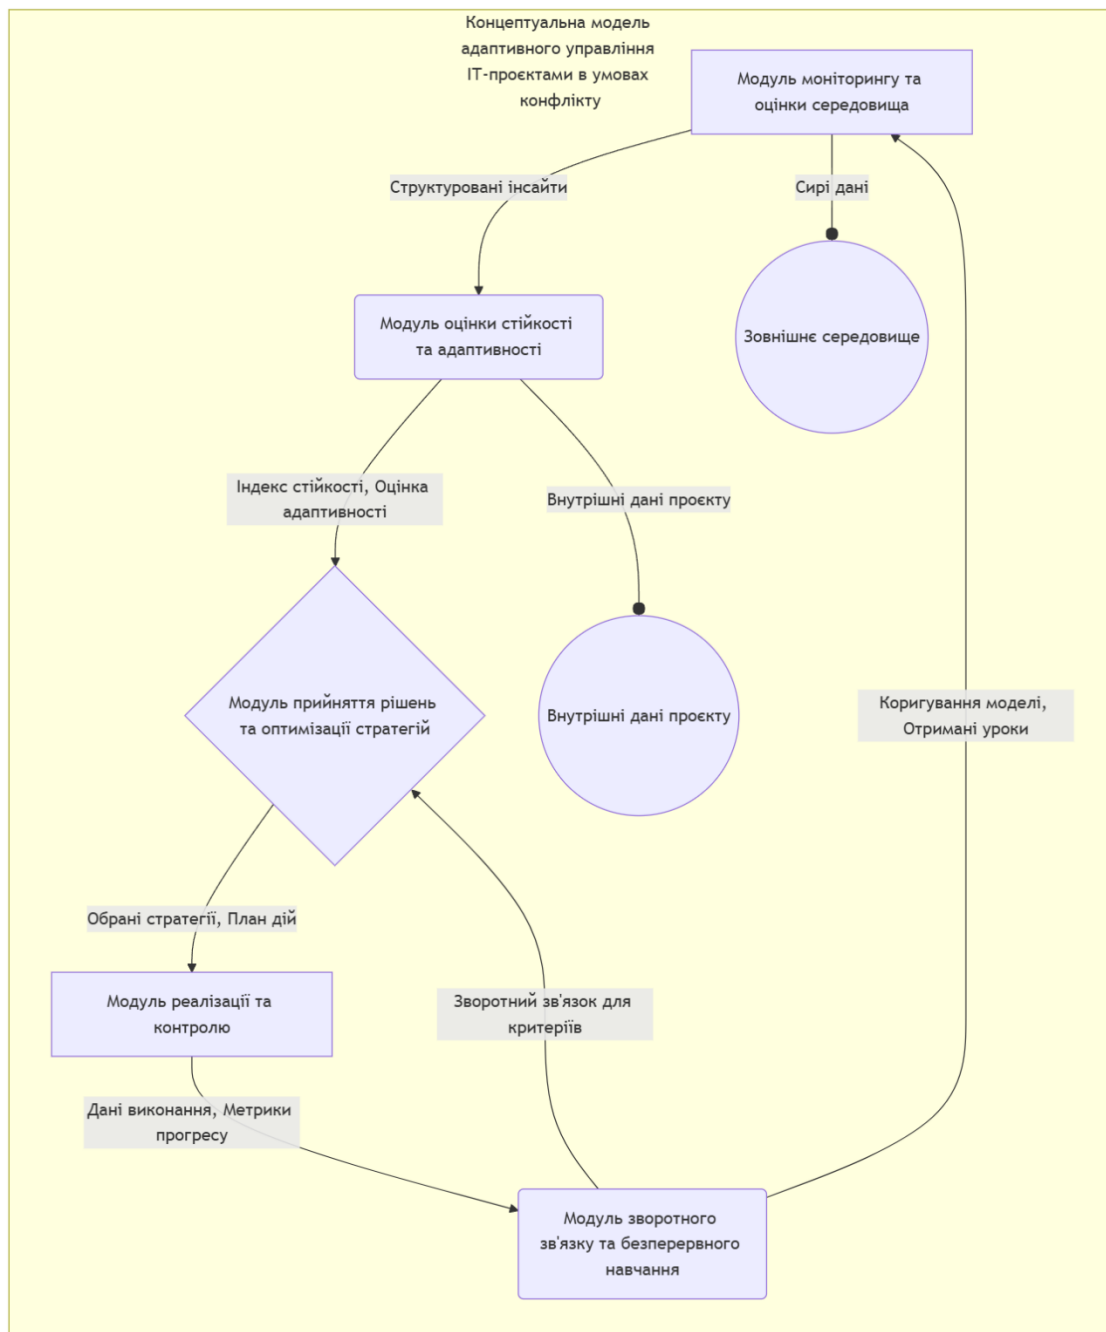 Концептуальна модель
адаптивного управління
ІТ-проєктами в умовах
конфлікту
Модуль моніторингу та
оцінки середовища
Структуровані інсайти
Сирі дані
Модуль оцінки стійкості
та адаптивності
Зовнішнє середовище
Індекс стійкості, Оцінка
адаптивності
Внутрішні дані проєкту
Модуль прийняття рішень
та оптимізації стратегій
Внутрішні дані проєкту
Коригування моделі,
Отримані уроки
Обрані стратегії, План дій
Модуль реалізації та
контролю
Зворотний зв'язок для
критеріїв
Дані виконання, Метрики
прогресу
Модуль зворотного
зв'язку та безперервного
навчання